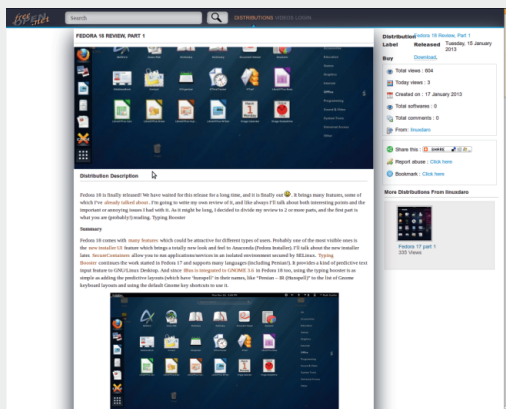 Search
DISTRIBUTIONS VIDEOS LOGIN
FEDORA 18 REVIEW, PART 1
Distribution Fedora 18 Review, Part 1
Label Released Tuesday, 15 January 2013
Buy Download.
Total views : 604
Today views : 3
Created on : 17 January 2013
Total softwares : 0
Total comments : 0
From: linuxdaro
Share this : SHARE
Report abuse : Click here
Bookmark : Click here
More Distributions From linuxdaro
Fedora 17 part 1
335 Views
Office
Distribution Description
Fedora 18 is finally released! We have waited for this release for a long time, and it is finally out. It brings many features, some of
which I've already talked about. I'm going to write my own review of it, and like always I'll talk about both interesting points and the
important or annoying issues I had with it. As it might be long, I decided to divide my review to 2 or more parts, and the first part is
what you are (probably!) reading. Typing Booster
Summary
Fedora 18 comes with many features which could be attractive for different types of users. Probably one of the most visible ones is
the new installer UI feature which brings a totally new look and feel to Anaconda (Fedora Installer). I'll talk about the new installer
later. SecureContainers allow you to run applications/services in an isolated environment secured by SELinux. Typing
Booster continues the work started in Fedora 17 and supports many languages (including Persian!). It provides a kind of predictive text
input feature to GNU/Linux Desktop. And since IBus is integrated to GNOME 3.6 in Fedora 18 too, using the typing booster is as
simple as adding the predictive layouts (which have "hunspell" in their names, like "Persian – IR (Hunspell)" to the list of Gnome
keyboard layouts and using the default Gnome key shortcuts to use it.